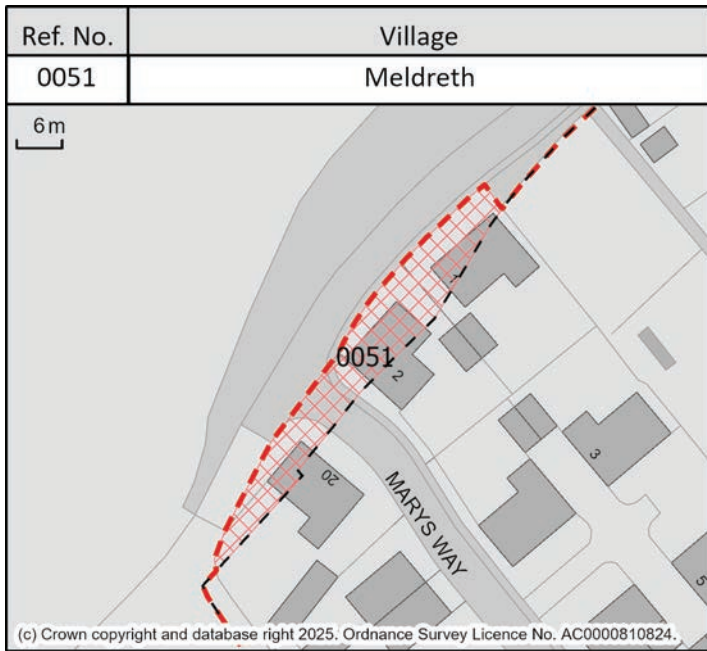 Ref. No. Village
0051 Meldreth
6 m
1
0051
2
20
3
MARYS WAY
5
(c) Crown copyright and database right 2025. Ordnance Survey Licence No. AC0000810824.